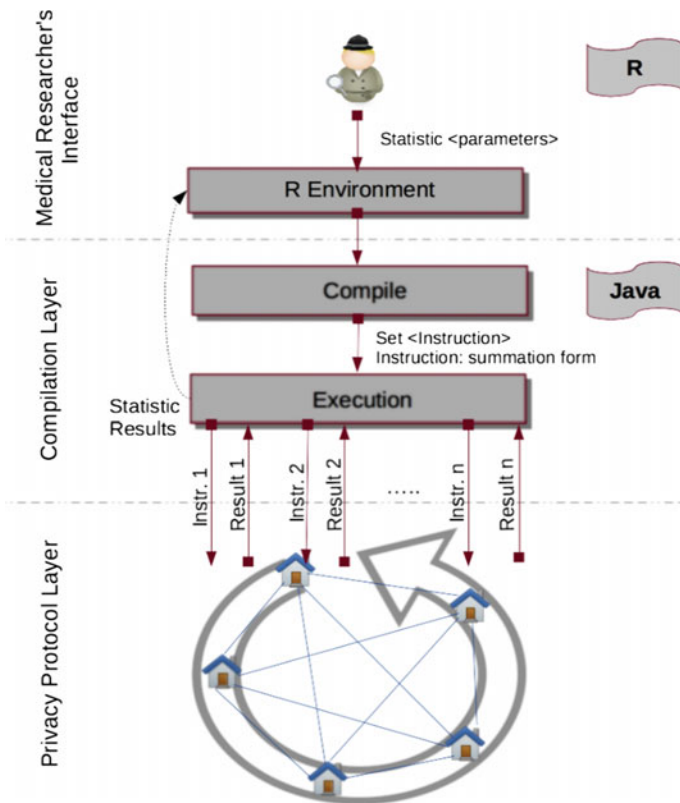 Medical Researcher's
Interface
R
Statistic <parameters>
R Environment
Compilation Layer
Compile
Java
Set <Instruction>
Instruction: summation form
Execution
Statistic
Results
Instr. 1
Result 1
Instr. 2
Result 2
.....
Instr. n
Result n
Privacy Protocol Layer